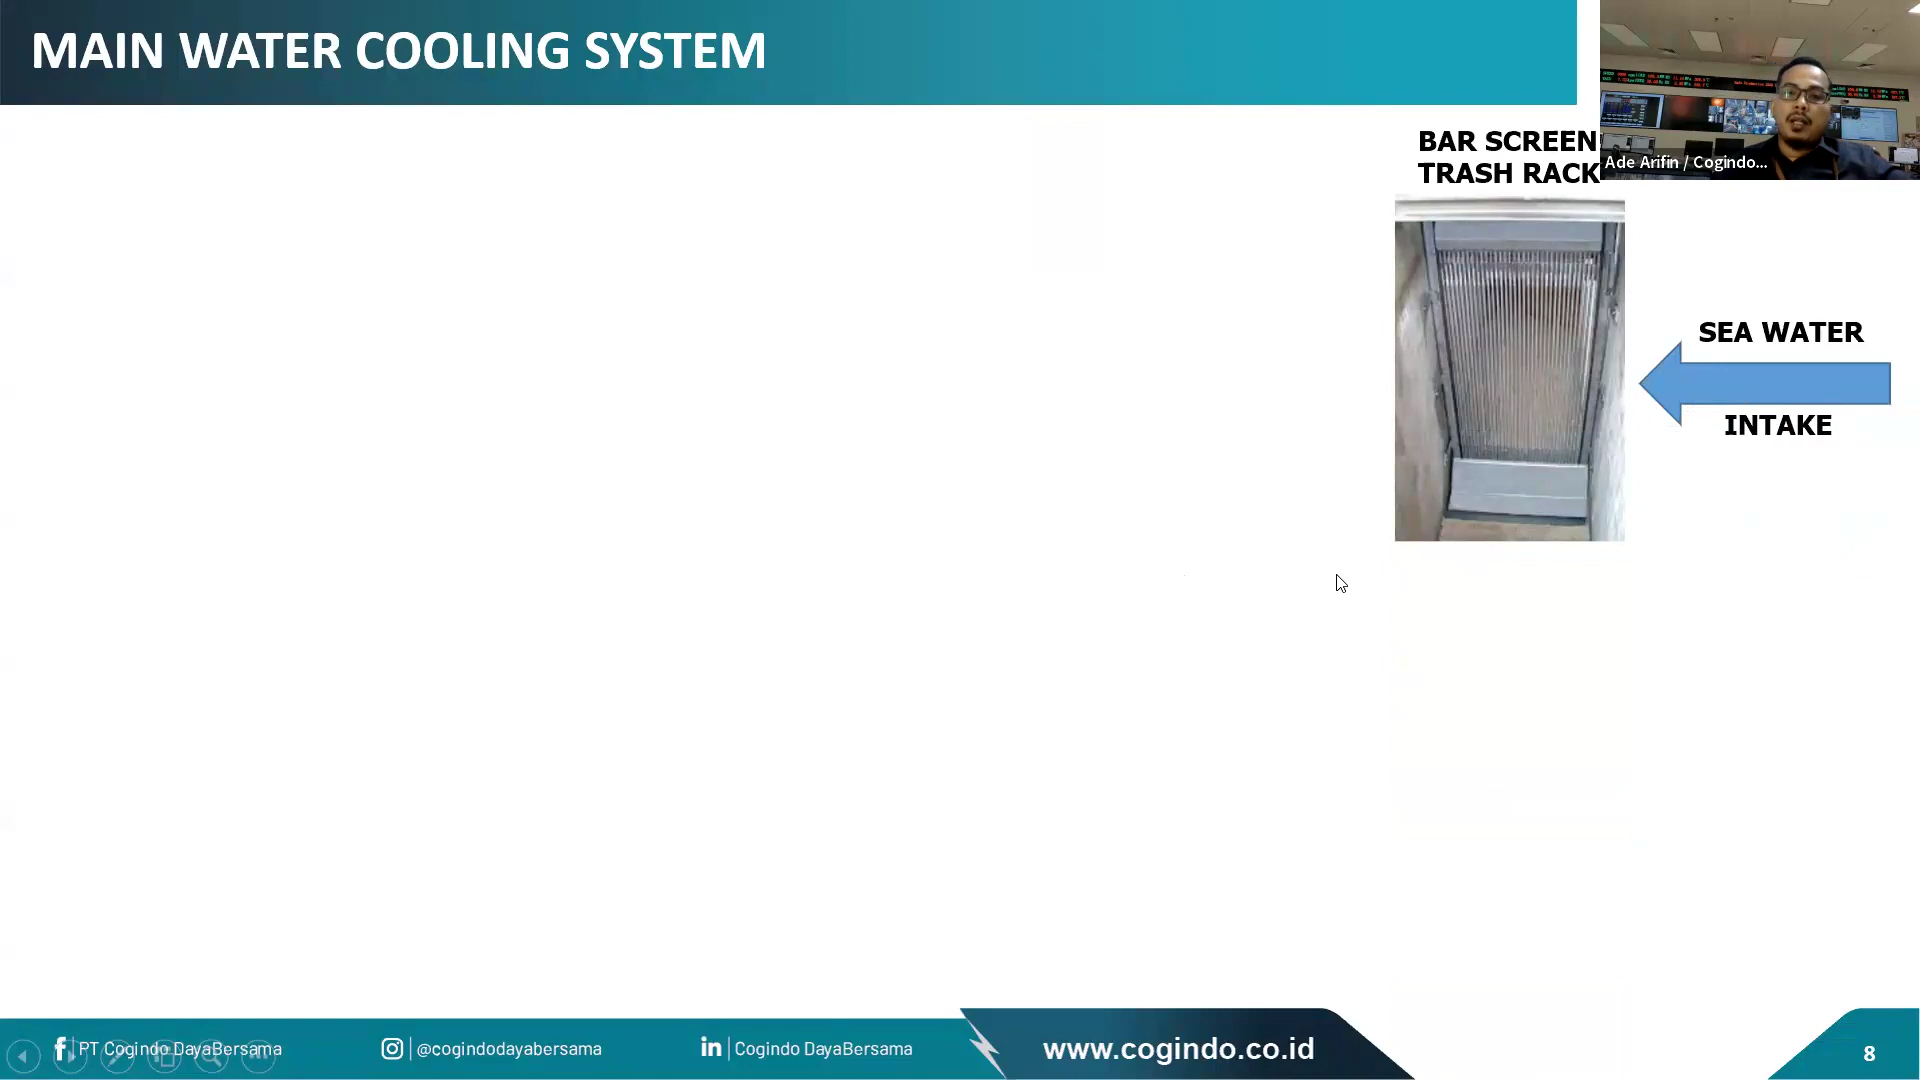 MAIN WATER COOLING SYSTEM
BAR SCREEN
TRASH RACK
Ade Arifin / Cogindo...
SEA WATER
INTAKE
PT Cogindo DayaBersama
@cogindodayabersama
Cogindo DayaBersama
www.cogindo.co.id
8